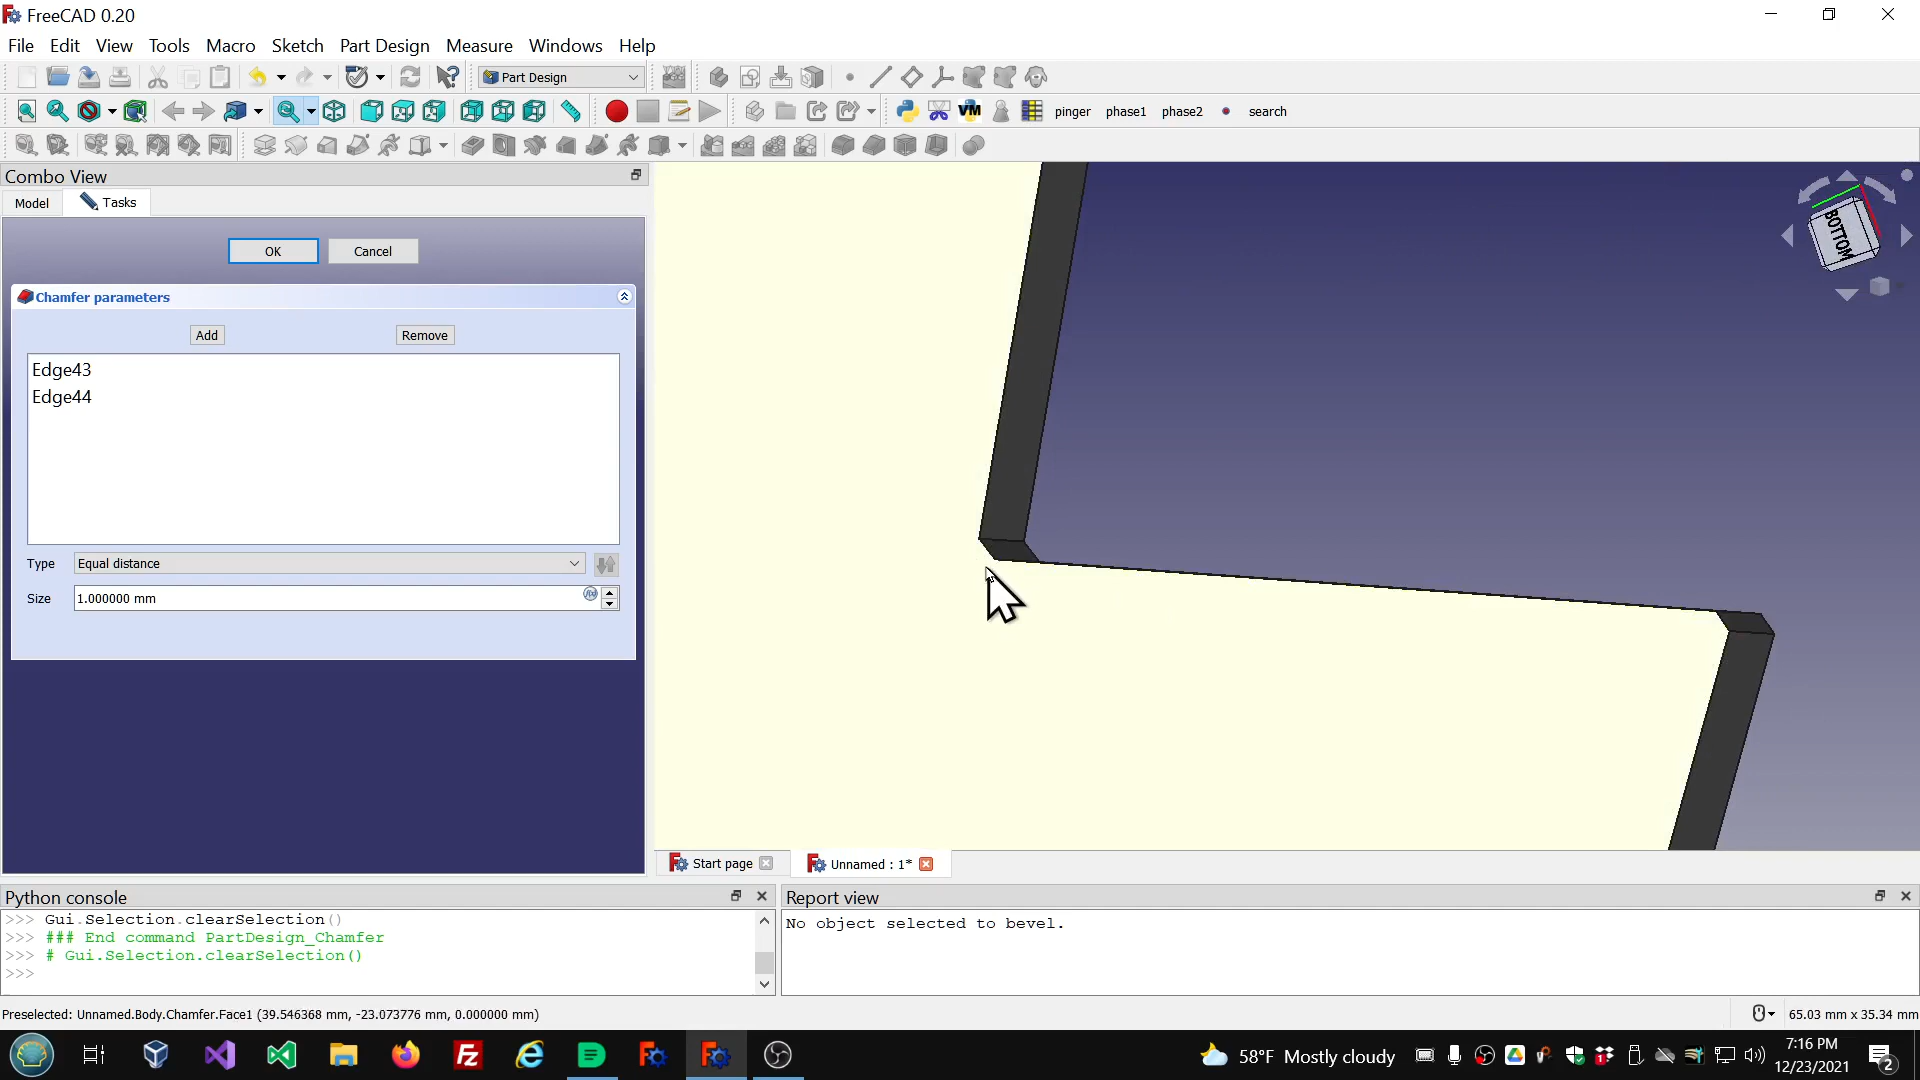 FreeCAD 0.20
File Edit View Tools Macro Sketch Part Design Measure Windows Help
Part Design
VM pinger phase1 phase2 search
Combo View
Model Tasks
OK Cancel
Chamfer parameters
Add Remove
Edge43
Edge44
Type Equal distance
Size 1.000000 mm
BOTTOM
Start page Unnamed : 1*
Python console
>>> Gui.Selection.clearSelection()
>>> ### End command PartDesign_Chamfer
>>> # Gui.Selection.clearSelection()
>>>
Report view
No object selected to bevel.
Preselected: Unnamed.Body.Chamfer.Face1 (39.546368 mm, -23.073776 mm, 0.000000 mm)
65.03 mm x 35.34 mm
58°F Mostly cloudy
7:16 PM
12/23/2021
2